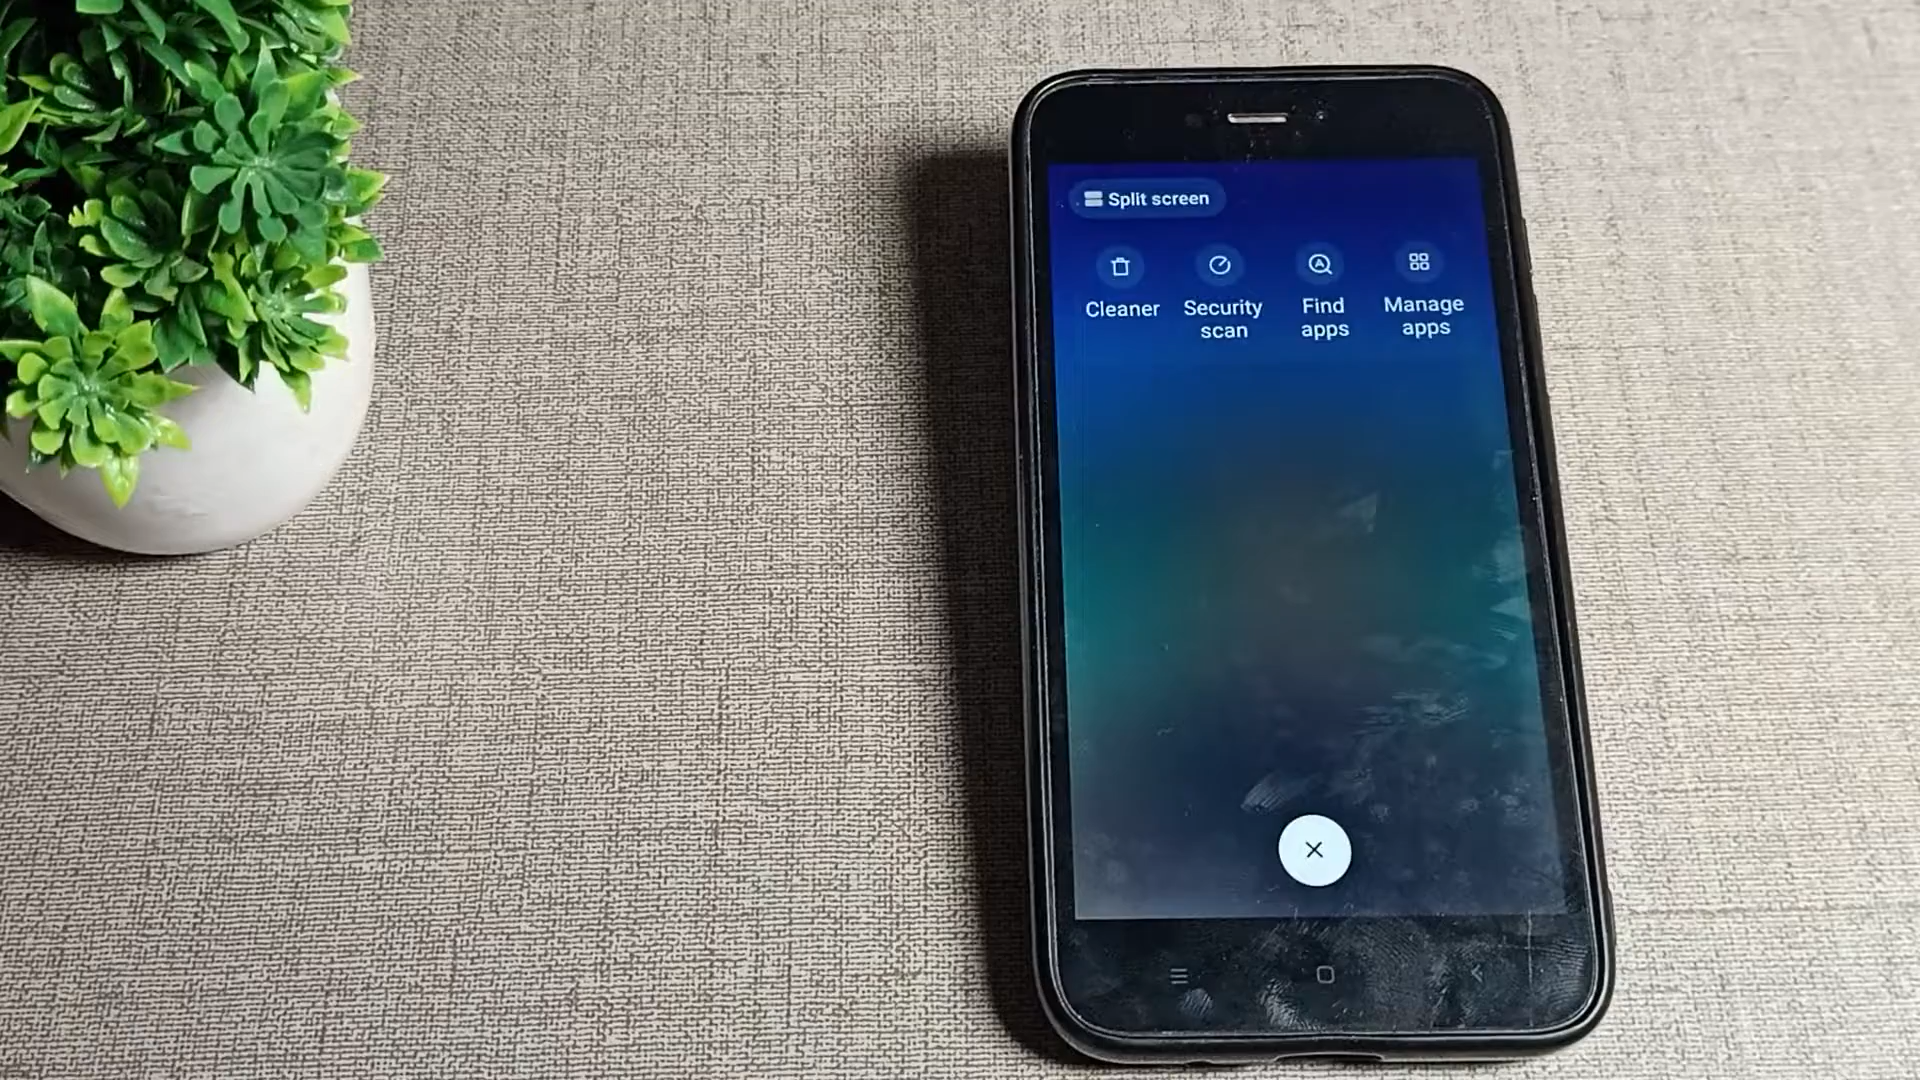 Split screen
Cleaner
Security
scan
Find
apps
Manage
apps